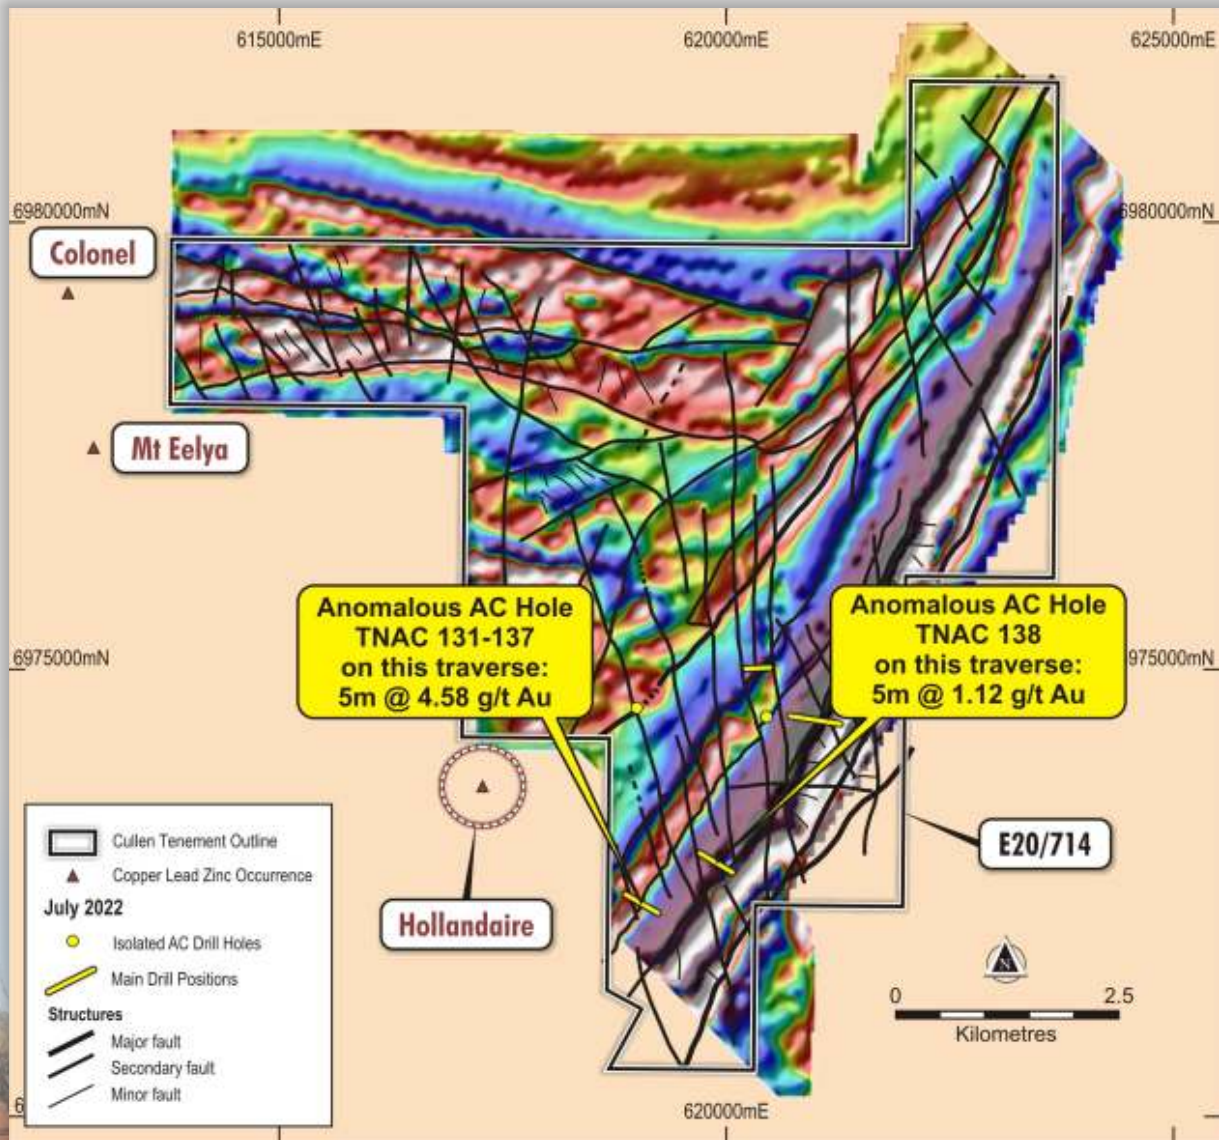 615000mE
620000mE
625000mE
6980000mN
6980000mN
Colonel
Mt Eelya
Anomalous AC Hole
TNAC 131-137
on this traverse:
5m @ 4.58 g/t Au
Anomalous AC Hole
TNAC 138
on this traverse:
5m @ 1.12 g/t Au
6975000mN
975000mN
Hollandaire
E20/714
Cullen Tenement Outline
Copper Lead Zinc Occurrence
July 2022
Isolated AC Drill Holes
Main Drill Positions
Structures
Major fault
Secondary fault
Minor fault
N
0 2.5
Kilometres
6
620000mE